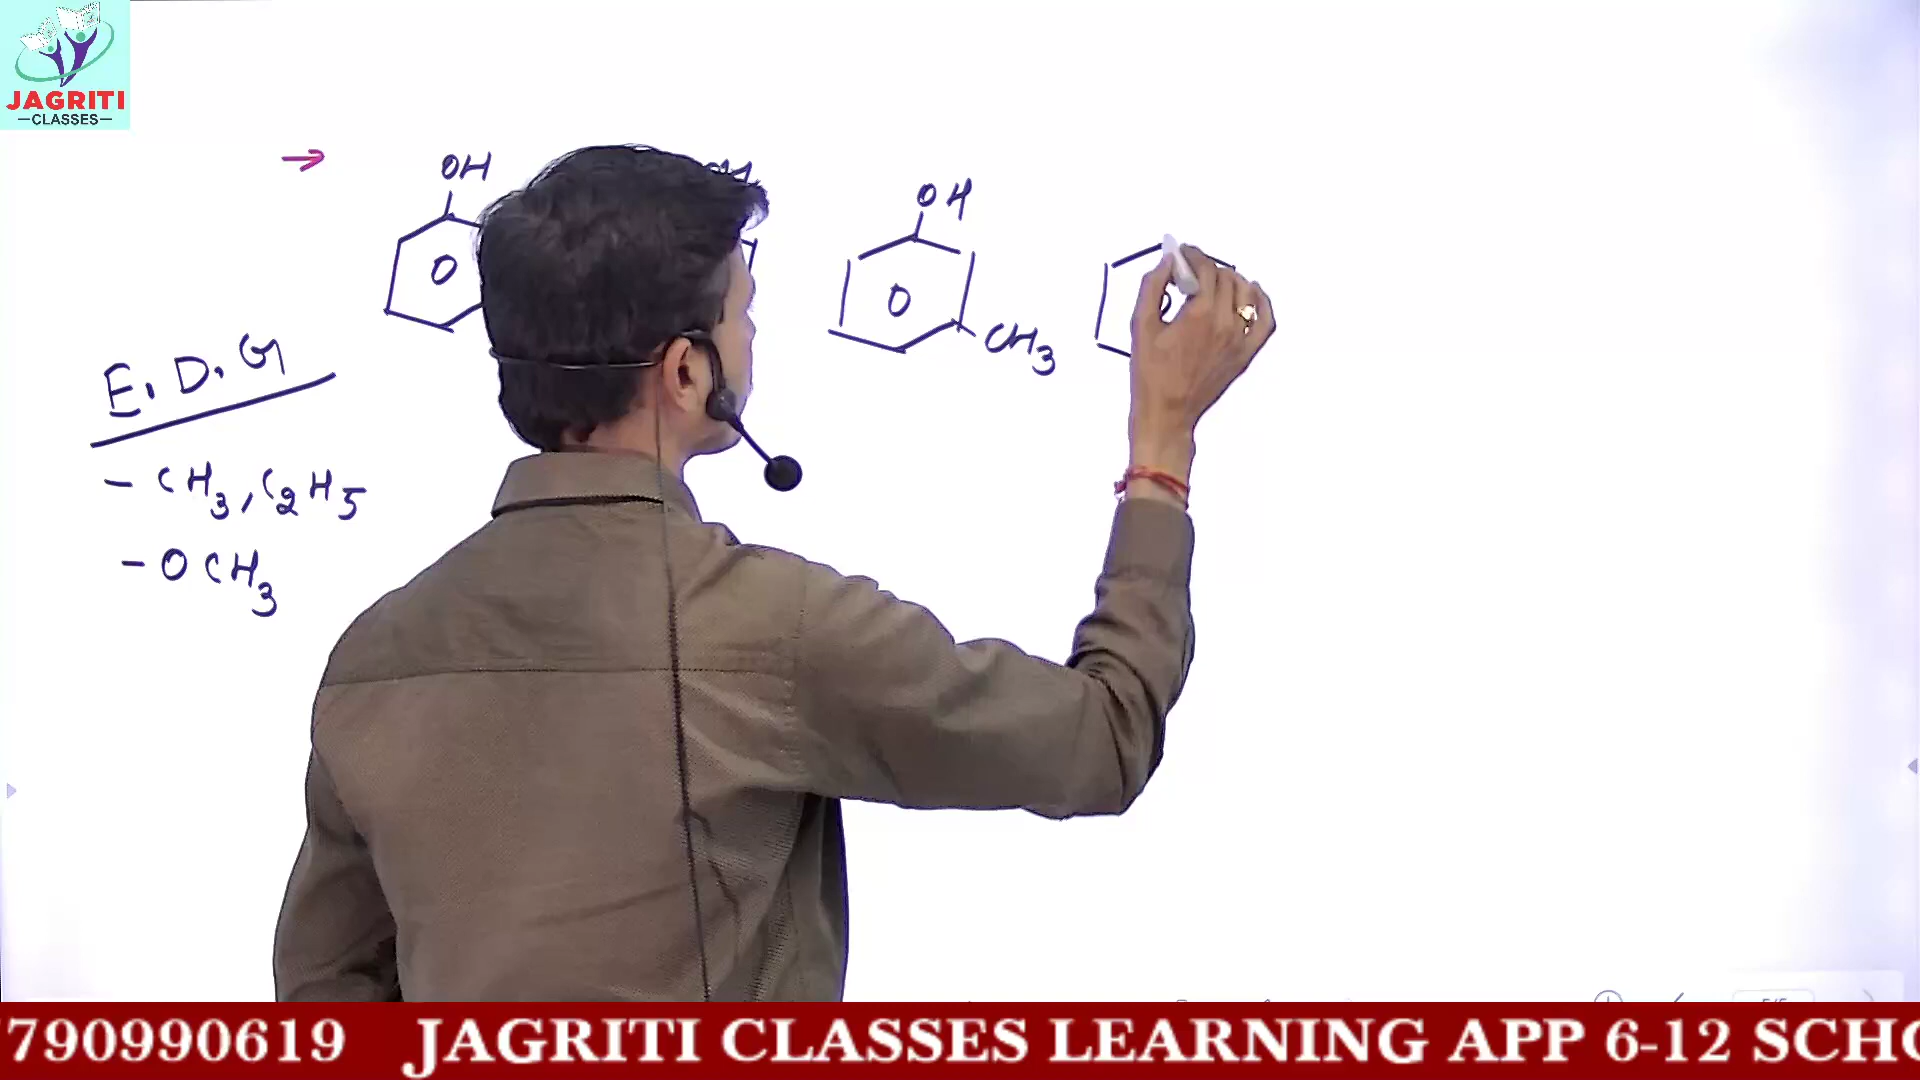 JAGRITI
CLASSES
→
OH
OH
O
O
CH3
E.D.G
- CH3, C2H5
- OCH3
790990619 JAGRITI CLASSES LEARNING APP 6-12 SCHO